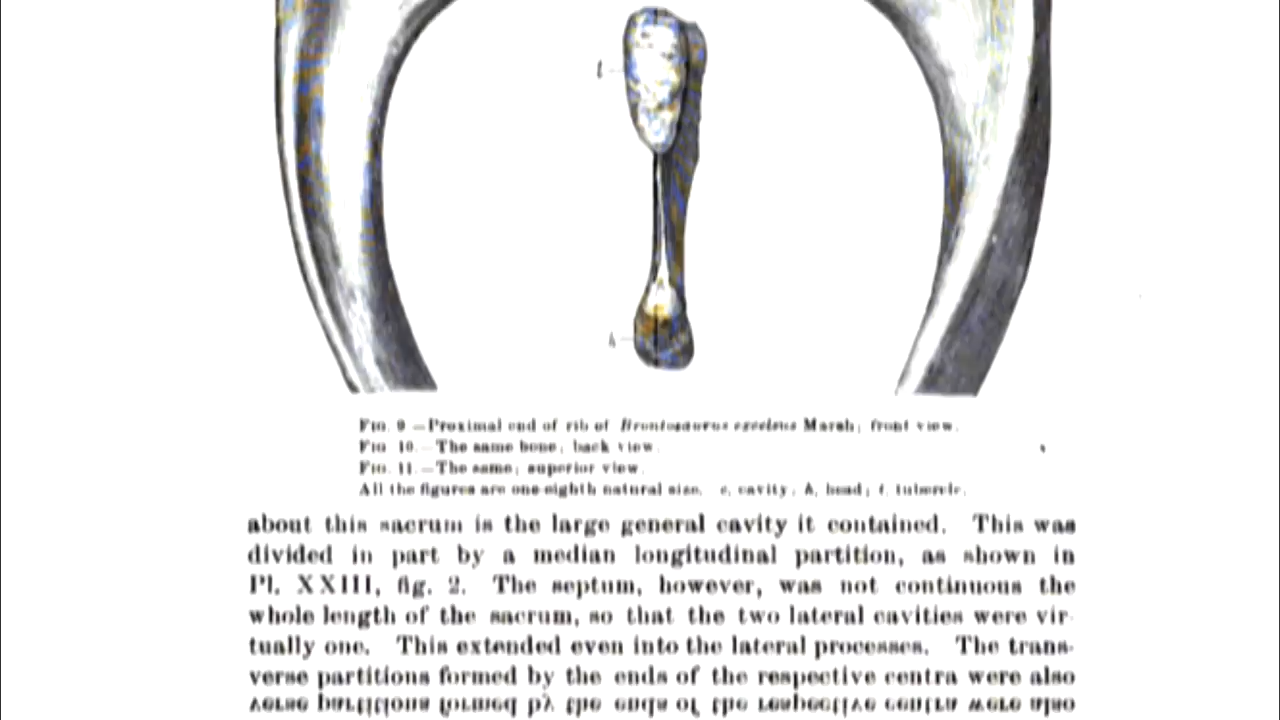 t
h
FIG. 9.—Proximal end of rib of Brontosaurus excelsus Marsh; front view.
FIG. 10.—The same bone; back view.
FIG. 11.—The same; superior view.
All the figures are one-eighth natural size. c, cavity; h, head; t, tubercle.
about this sacrum is the large general cavity it contained. This was
divided in part by a median longitudinal partition, as shown in
Pl. XXIII, fig. 2. The septum, however, was not continuous the
whole length of the sacrum, so that the two lateral cavities were vir-
tually one. This extended even into the lateral processes. The trans-
verse partitions formed by the ends of the respective centra were also